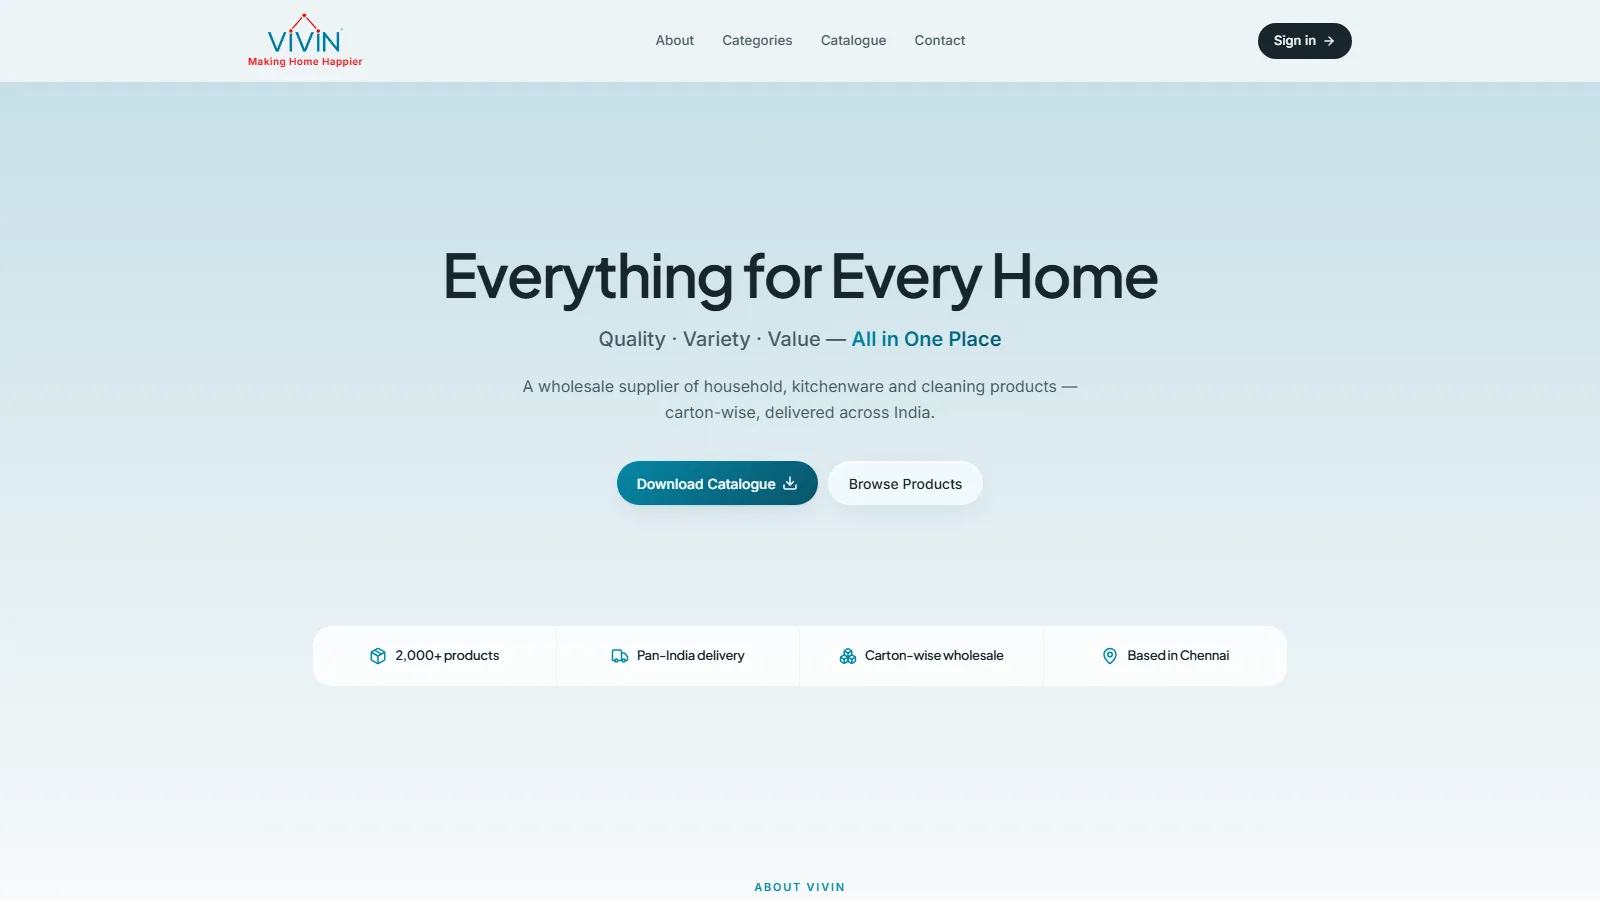 ViViN
Making Home Happier
About
Categories
Catalogue
Contact
Sign in
Everything for Every Home
Quality · Variety · Value — All in One Place
A wholesale supplier of household, kitchenware and cleaning products —
carton-wise, delivered across India.
Download Catalogue
Browse Products
2,000+ products
Pan-India delivery
Carton-wise wholesale
Based in Chennai
ABOUT VIVIN